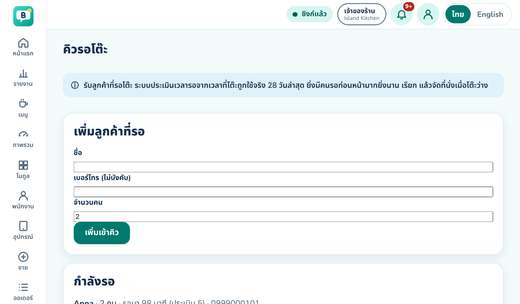 B
ซิงก์แล้ว
เจ้าของร้าน
Island Kitchen
9+
ไทย
English
หน้าแรก
รายงาน
เมนู
ภาพรวม
โมดูล
พนักงาน
อุปกรณ์
ขาย
ออเดอร์
คิวรอโต๊ะ
รับลูกค้าที่รอโต๊ะ ระบบประเมินเวลารอจากเวลาที่โต๊ะถูกใช้จริง 28 วันล่าสุด ยิ่งมีคนรอก่อนหน้ามากยิ่งนาน เรียก แล้วจัดที่นั่งเมื่อโต๊ะว่าง
เพิ่มลูกค้าที่รอ
ชื่อ
เบอร์โทร (ไม่บังคับ)
จำนวนคน
2
เพิ่มเข้าคิว
กำลังรอ